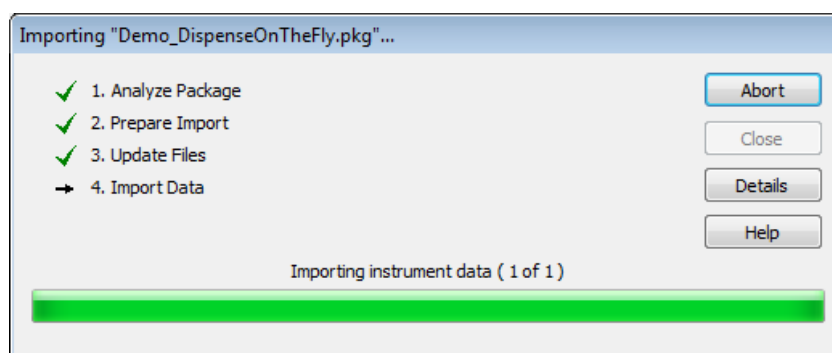 Importing "Demo_DispenseOnTheFly.pkg"...
1. Analyze Package
Abort
2. Prepare Import
Close
3. Update Files
4. Import Data
Details
Help
Importing instrument data ( 1 of 1 )